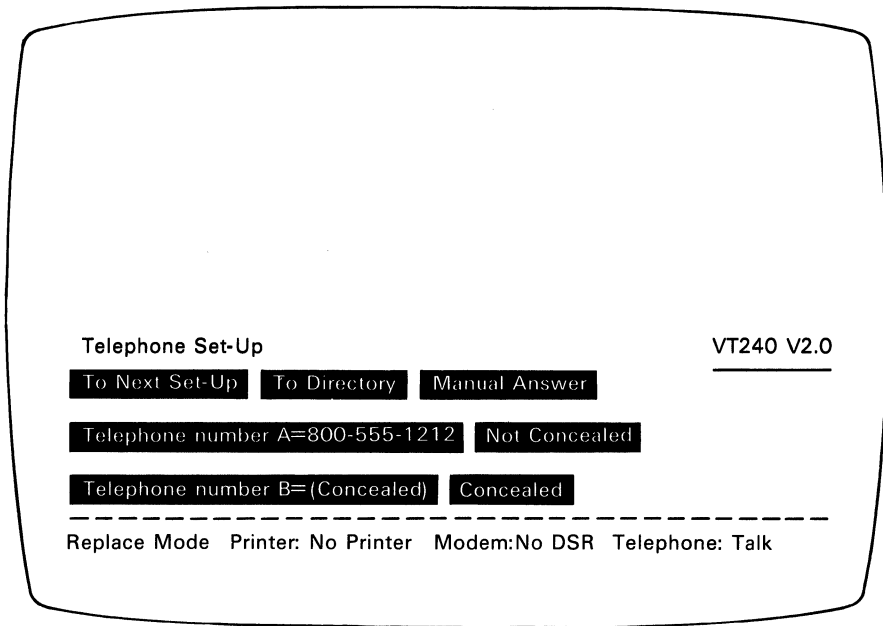 Telephone Set-Up VT240 V2.0
To Next Set-Up To Directory Manual Answer
Telephone number A=800-555-1212 Not Concealed
Telephone number B=(Concealed) Concealed
Replace Mode Printer: No Printer Modem:No DSR Telephone: Talk